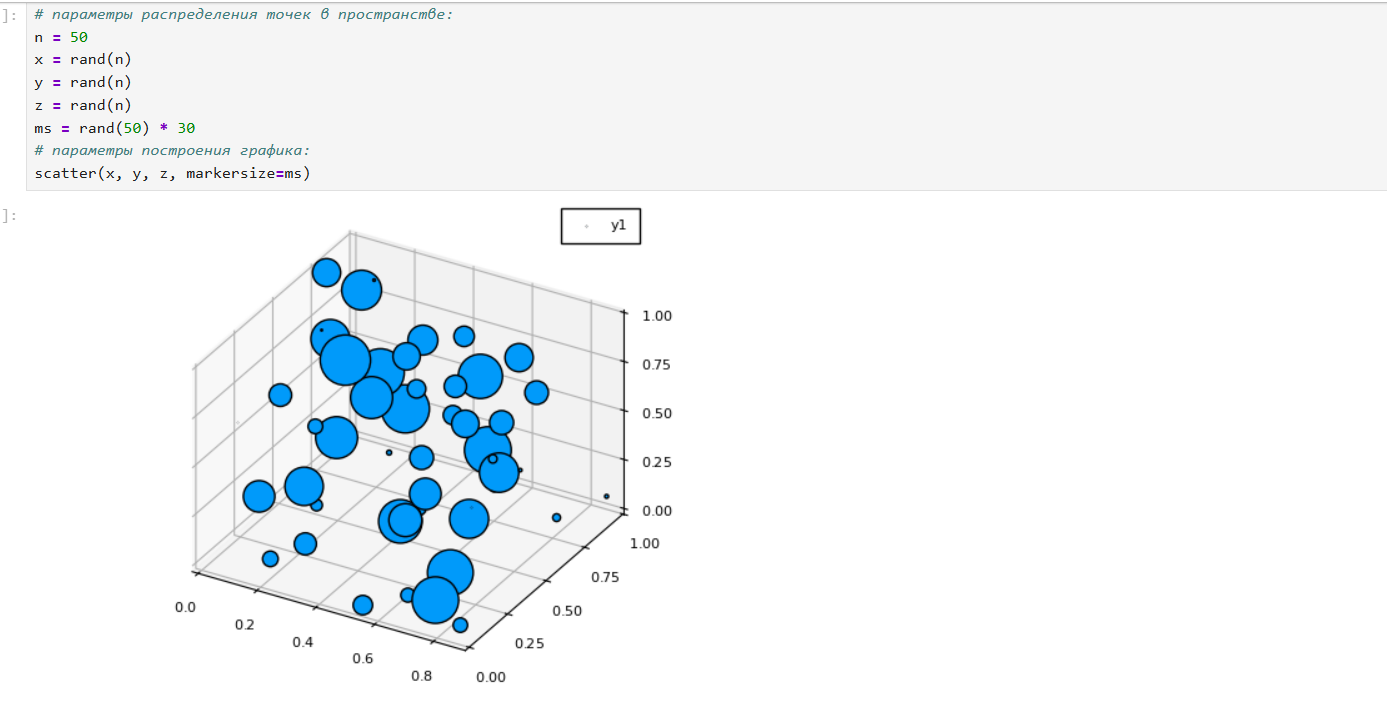 ]:
# параметры распределения точек в пространстве:
n = 50
x = rand(n)
y = rand(n)
z = rand(n)
ms = rand(50) * 30
# параметры построения графика:
scatter(x, y, z, markersize=ms)
]:
y1
1.00
0.75
0.50
0.25
0.00
1.00
0.75
0.50
0.25
0.00
0.0
0.2
0.4
0.6
0.8